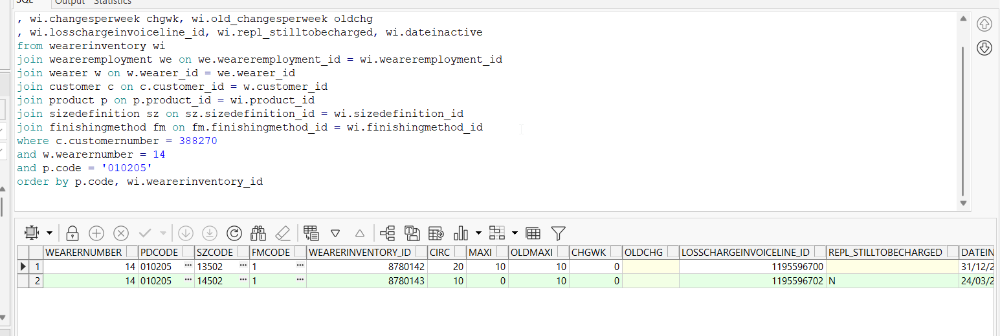 SQL Output Statistics
, wi.changesperweek chgwk, wi.old_changesperweek oldchg
, wi.losschargeinvoiceline_id, wi.repl_stilltobecharged, wi.dateinactive
from wearerinventory wi
join weareremployment we on we.weareremployment_id = wi.weareremployment_id
join wearer w on w.wearer_id = we.wearer_id
join customer c on c.customer_id = w.customer_id
join product p on p.product_id = wi.product_id
join sizedefinition sz on sz.sizedefinition_id = wi.sizedefinition_id
join finishingmethod fm on fm.finishingmethod_id = wi.finishingmethod_id
where c.customernumber = 388270
and w.wearernumber = 14
and p.code = '010205'
order by p.code, wi.wearerinventory_id
WEARERNUMBER PDCODE SZCODE FMCODE WEARERINVENTORY_ID CIRC MAXI OLDMAXI CHGWK OLDCHG LOSSCHARGEINVOICELINE_ID REPL_STILLTOBECHARGED DATEIN
1 14 010205 ... 13502 ... 1 ... 8780142 20 10 10 0 1195596700 31/12/2
2 14 010205 ... 14502 ... 1 ... 8780143 10 0 10 0 1195596702 N 24/03/2